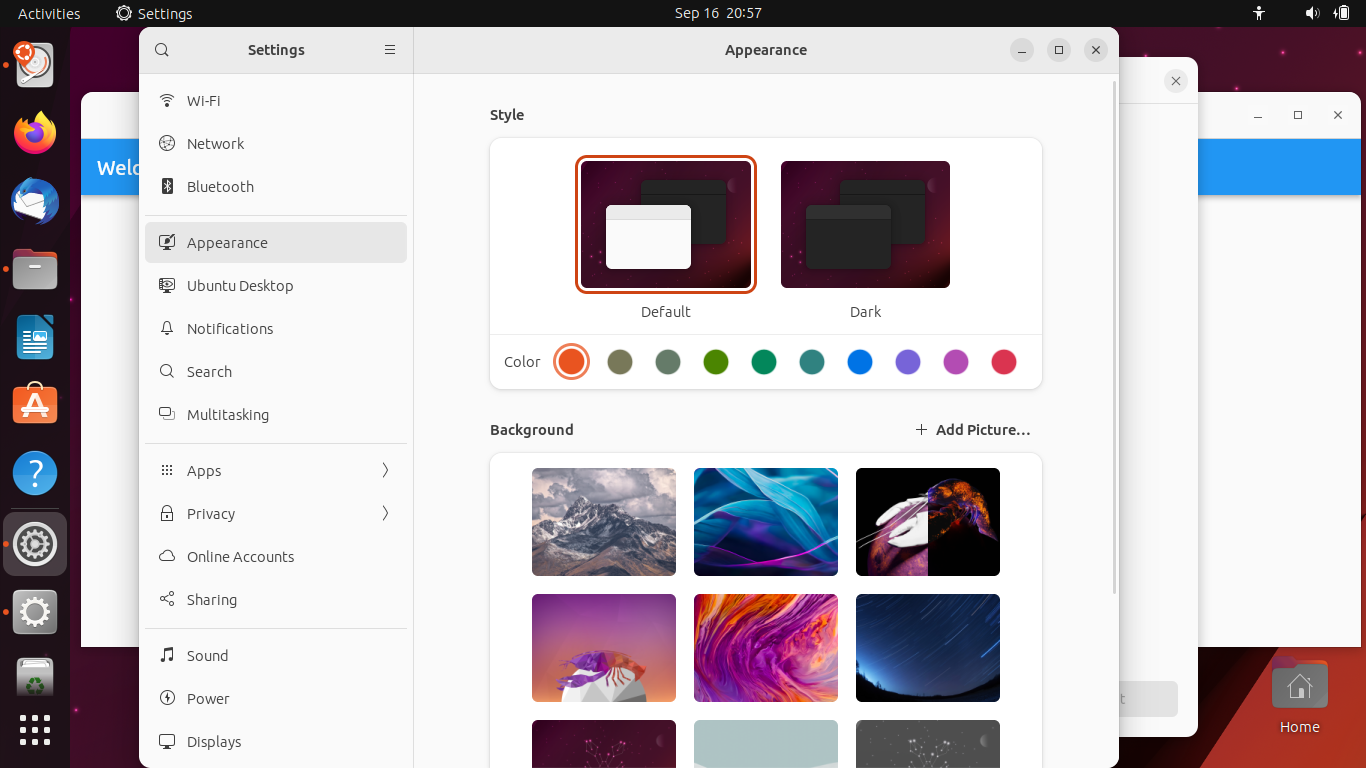 Activities
Settings
Sep 16 20:57
Settings
Appearance
Welc
Wi-Fi
Network
Bluetooth
Appearance
Ubuntu Desktop
Notifications
Search
Multitasking
Apps
Privacy
Online Accounts
Sharing
Sound
Power
Displays
Style
Default
Dark
Color
Background
Add Picture…
t
Home